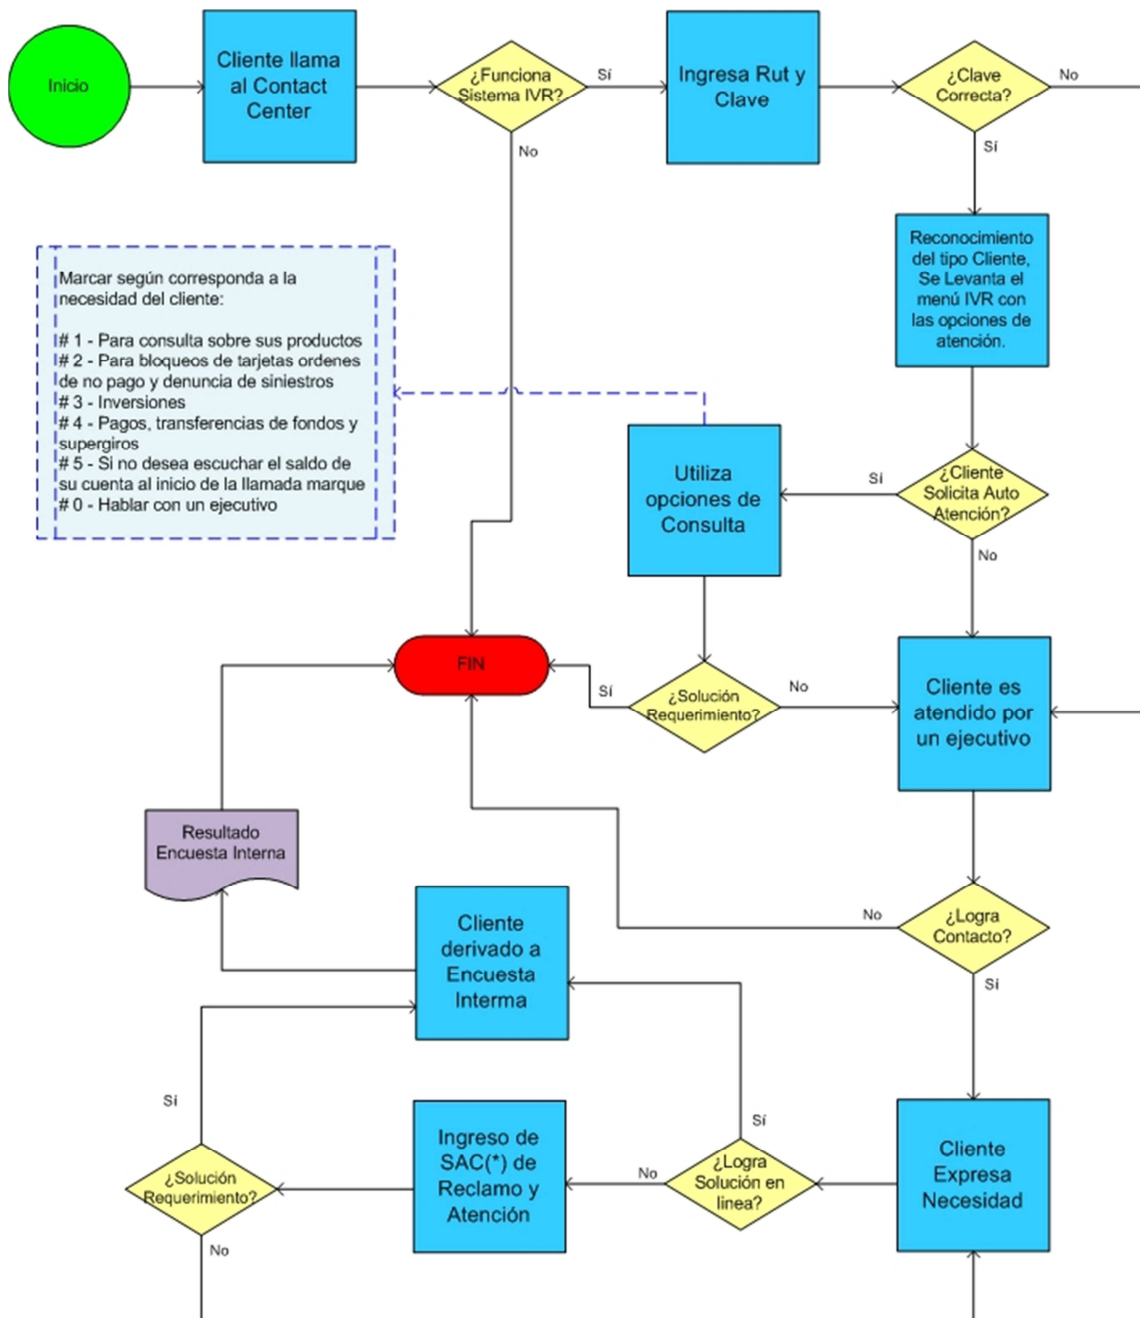 Inicio
Cliente llama
al Contact
Center
¿Funciona
Sistema IVR?
Sí
No
Ingresa Rut y
Clave
¿Clave
Correcta?
No
Sí
Reconocimiento
del tipo Cliente,
Se Levanta el
menú IVR con
las opciones de
atención.
Marcar según corresponda a la
necesidad del cliente:
# 1 - Para consulta sobre sus productos
# 2 - Para bloqueos de tarjetas ordenes
de no pago y denuncia de siniestros
# 3 - Inversiones
# 4 - Pagos, transferencias de fondos y
supergiros
# 5 - Si no desea escuchar el saldo de
su cuenta al inicio de la llamada marque
# 0 - Hablar con un ejecutivo
Utiliza
opciones de
Consulta
Sí
¿Cliente
Solicita Auto
Atención?
No
FIN
Sí
¿Solución
Requerimiento?
No
Cliente es
atendido por
un ejecutivo
Resultado
Encuesta Interna
Cliente
derivado a
Encuesta
Interma
No
¿Logra
Contacto?
Sí
Sí
¿Solución
Requerimiento?
No
Ingreso de
SAC(*) de
Reclamo y
Atención
No
Sí
¿Logra
Solución en
linea?
Cliente
Expresa
Necesidad